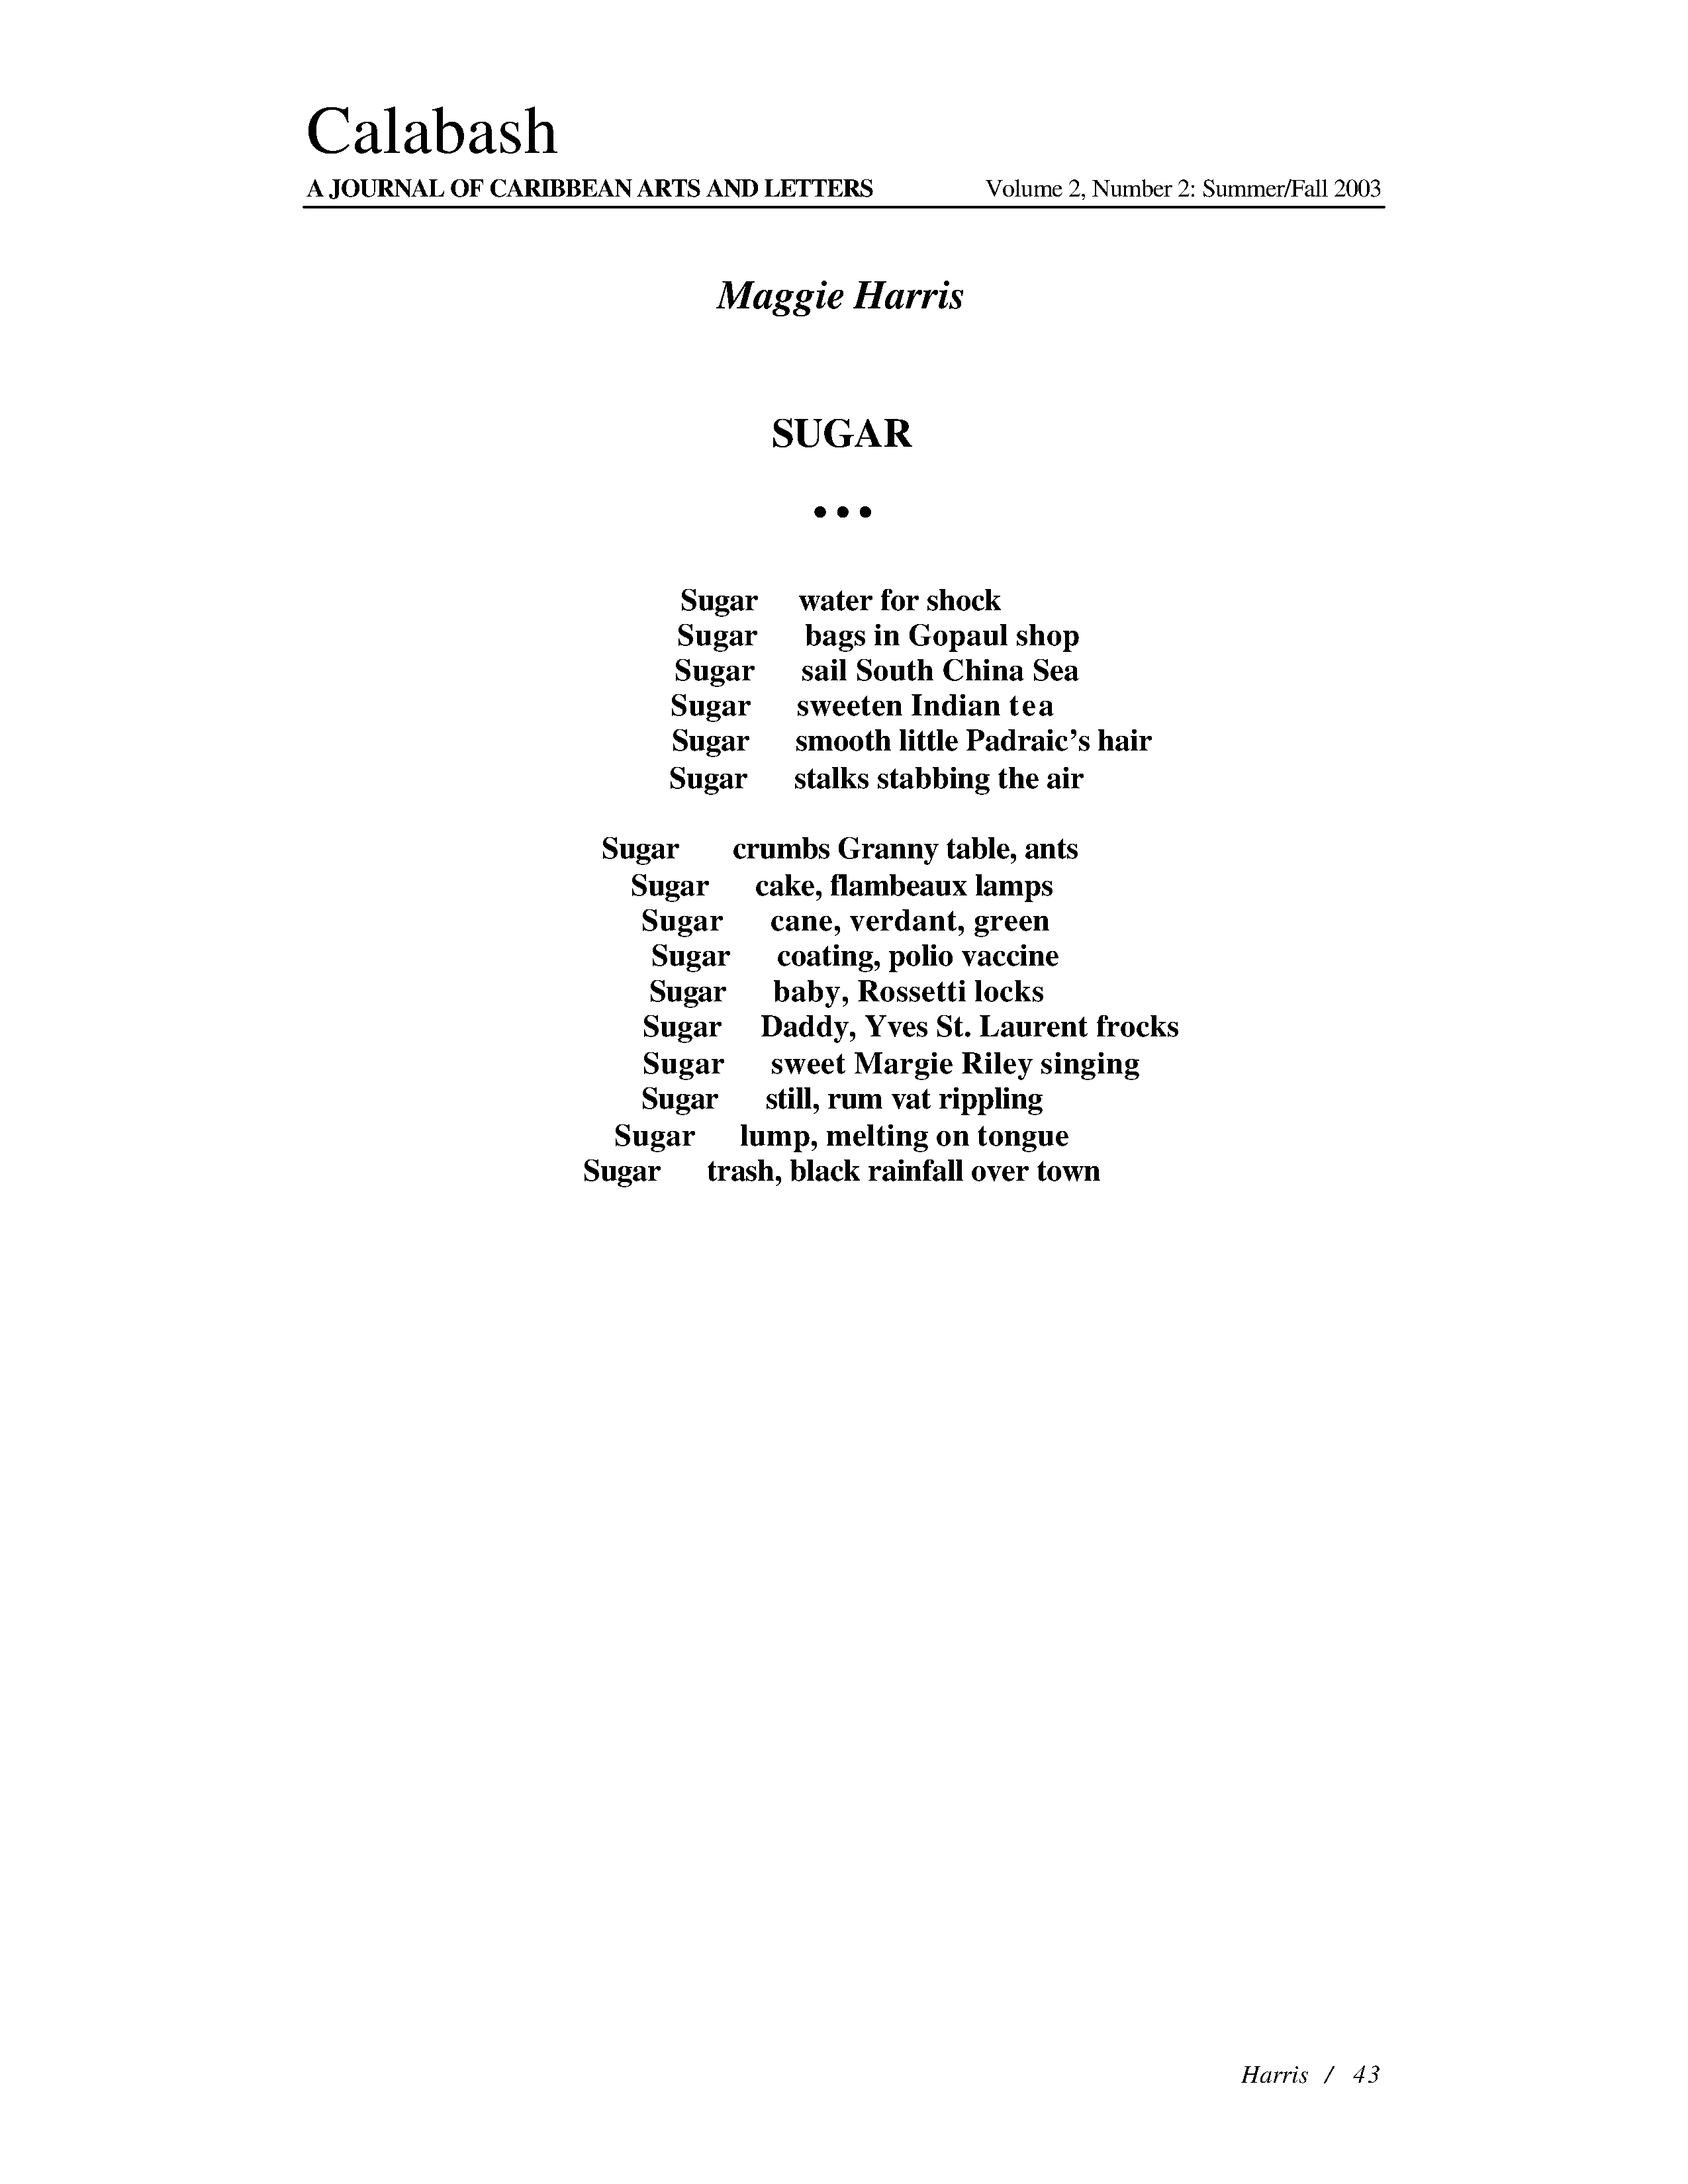 Calabash
A JOURNAL OF CARIBBEAN ARTS AND LETTERS Volume 2, Number 2: Summer/Fall 2003
Maggie Harris
SUGAR
• • •
Sugar water for shock
Sugar bags in Gopaul shop
Sugar sail South China Sea
Sugar sweeten Indian tea
Sugar smooth little Padraic’s hair
Sugar stalks stabbing the air
Sugar crumbs Granny table, ants
Sugar cake, flambeaux lamps
Sugar cane, verdant, green
Sugar coating, polio vaccine
Sugar baby, Rossetti locks
Sugar Daddy, Yves St. Laurent frocks
Sugar sweet Margie Riley singing
Sugar still, rum vat rippling
Sugar lump, melting on tongue
Sugar trash, black rainfall over town
Harris / 43